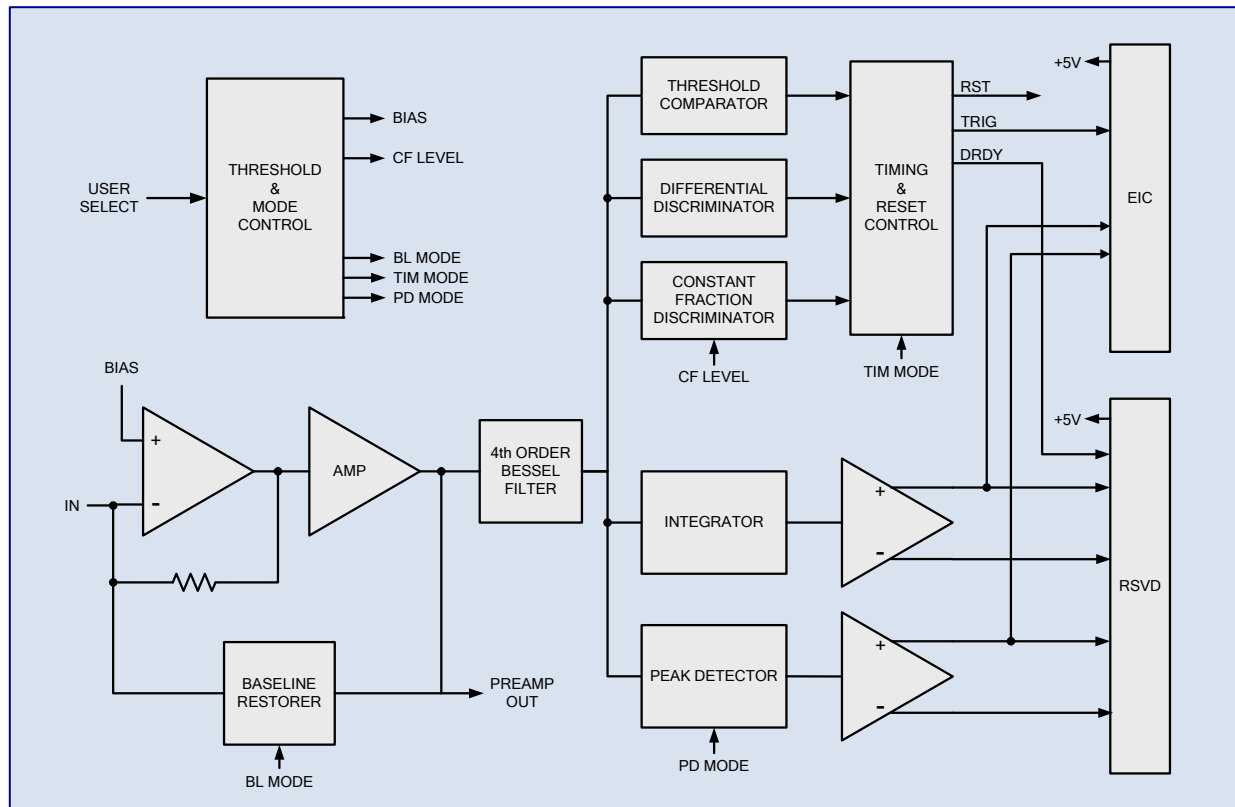 USER
SELECT
THRESHOLD
&
MODE
CONTROL
BIAS
CF LEVEL
BL MODE
TIM MODE
PD MODE
THRESHOLD
COMPARATOR
DIFFERENTIAL
DISCRIMINATOR
CONSTANT
FRACTION
DISCRIMINATOR
CF LEVEL
TIMING
&
RESET
CONTROL
TIM MODE
RST
TRIG
DRDY
+5V
EIC
BIAS
IN
+
-
AMP
4th ORDER
BESSEL
FILTER
BASELINE
RESTORER
BL MODE
PREAMP
OUT
INTEGRATOR
+
-
PEAK DETECTOR
PD MODE
+
-
+5V
RSVD